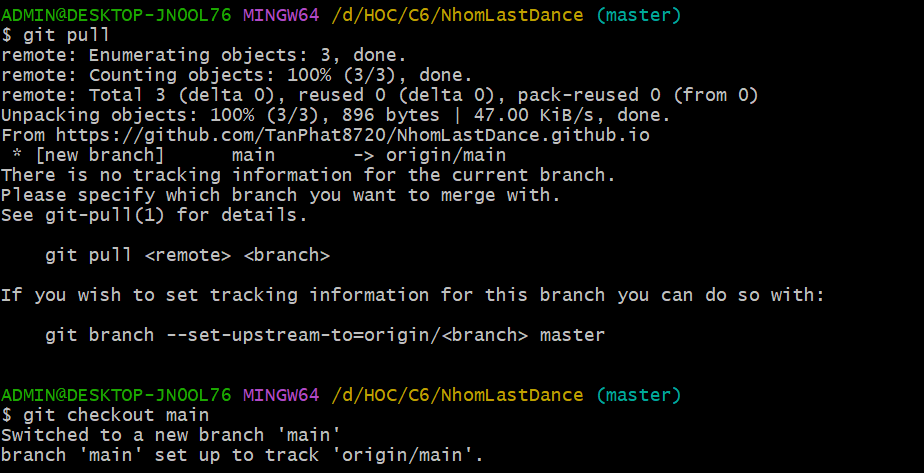 ADMIN@DESKTOP-JN0OL76 MINGW64 /d/HOC/C6/NhomLastDance (master)
$ git pull
remote: Enumerating objects: 3, done.
remote: Counting objects: 100% (3/3), done.
remote: Total 3 (delta 0), reused 0 (delta 0), pack-reused 0 (from 0)
Unpacking objects: 100% (3/3), 896 bytes | 47.00 KiB/s, done.
From https://github.com/TanPhat8720/NhomLastDance.github.io
 * [new branch]      main       -> origin/main
There is no tracking information for the current branch.
Please specify which branch you want to merge with.
See git-pull(1) for details.

    git pull <remote> <branch>

If you wish to set tracking information for this branch you can do so with:

    git branch --set-upstream-to=origin/<branch> master

ADMIN@DESKTOP-JN0OL76 MINGW64 /d/HOC/C6/NhomLastDance (master)
$ git checkout main
Switched to a new branch 'main'
branch 'main' set up to track 'origin/main'.